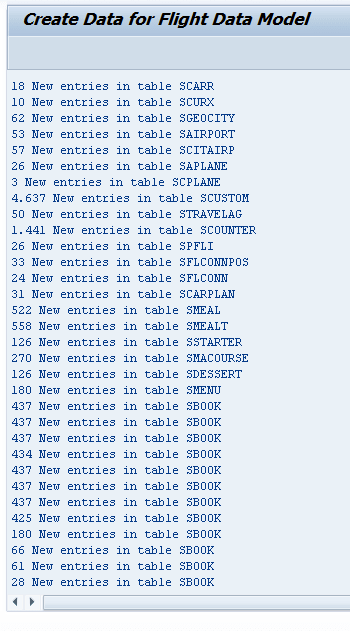 Create Data for Flight Data Model
18 New entries in table SCARR
10 New entries in table SCURX
62 New entries in table SGEOCITY
53 New entries in table SAIRPORT
57 New entries in table SCITAIRP
26 New entries in table SAPLANE
3 New entries in table SCPLANE
4.637 New entries in table SCUSTOM
50 New entries in table STRAVELAG
1.441 New entries in table SCOUNTER
26 New entries in table SPFLI
33 New entries in table SFLCONNPOS
24 New entries in table SFLCONN
31 New entries in table SCARPLAN
522 New entries in table SMEAL
558 New entries in table SMEALT
126 New entries in table SSTARTER
270 New entries in table SMACOURSE
126 New entries in table SDESSERT
180 New entries in table SMENU
437 New entries in table SBOOK
437 New entries in table SBOOK
437 New entries in table SBOOK
434 New entries in table SBOOK
437 New entries in table SBOOK
437 New entries in table SBOOK
437 New entries in table SBOOK
425 New entries in table SBOOK
180 New entries in table SBOOK
66 New entries in table SBOOK
61 New entries in table SBOOK
28 New entries in table SBOOK